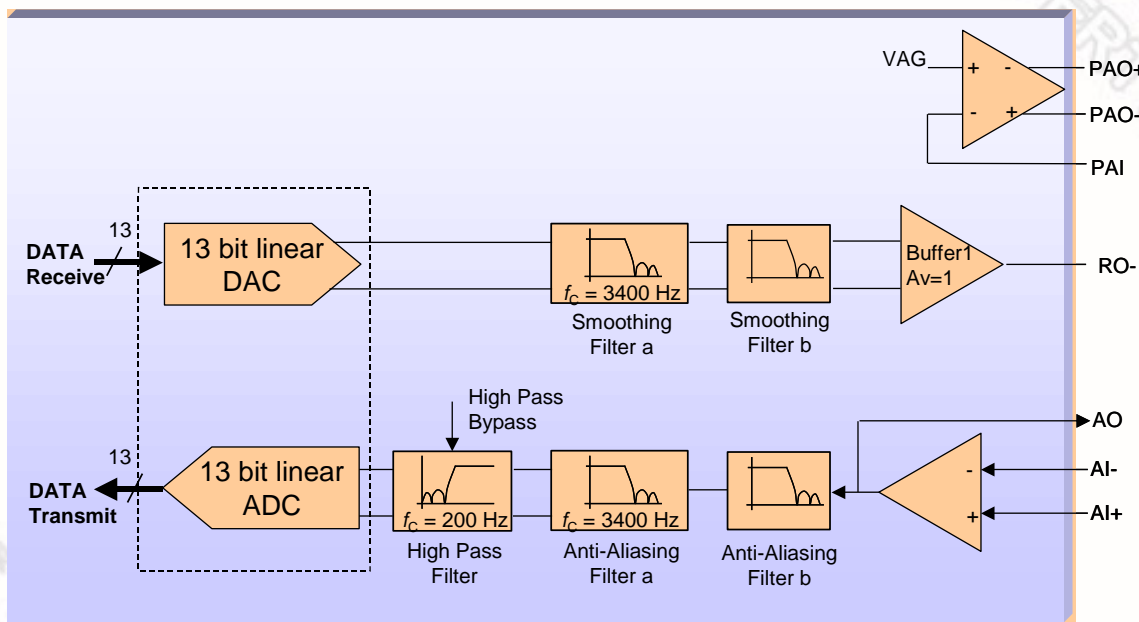 VAG
+ -
- +
PAO+
PAO-
PAI
DATA
Receive
13
13 bit linear
DAC
fC = 3400 Hz
Smoothing
Filter a
Smoothing
Filter b
Buffer1
Av=1
RO-
High Pass
Bypass
DATA
Transmit
13
13 bit linear
ADC
fC = 200 Hz
High Pass
Filter
fC = 3400 Hz
Anti-Aliasing
Filter a
Anti-Aliasing
Filter b
-
+
AO
AI-
AI+